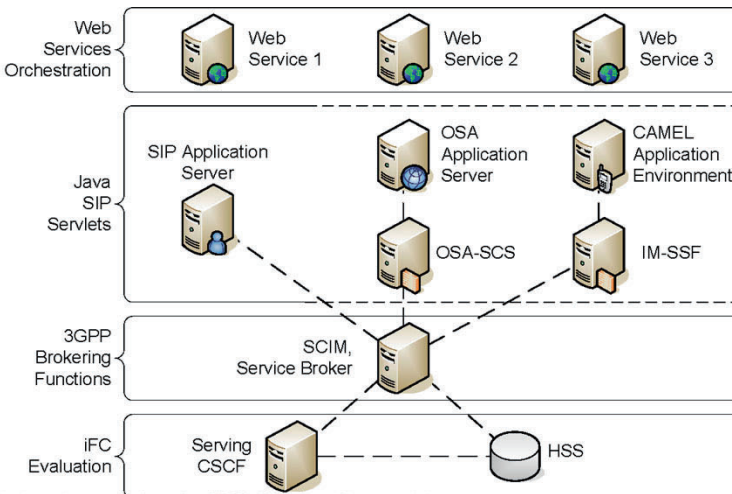 Web
Services
Orchestration
Web
Service 1
Web
Service 2
Web
Service 3
Java
SIP
Servlets
SIP Application
Server
OSA
Application
Server
CAMEL
Application
Environment
OSA-SCS
IM-SSF
3GPP
Brokering
Functions
SCIM,
Service Broker
iFC
Evaluation
Serving
CSCF
HSS